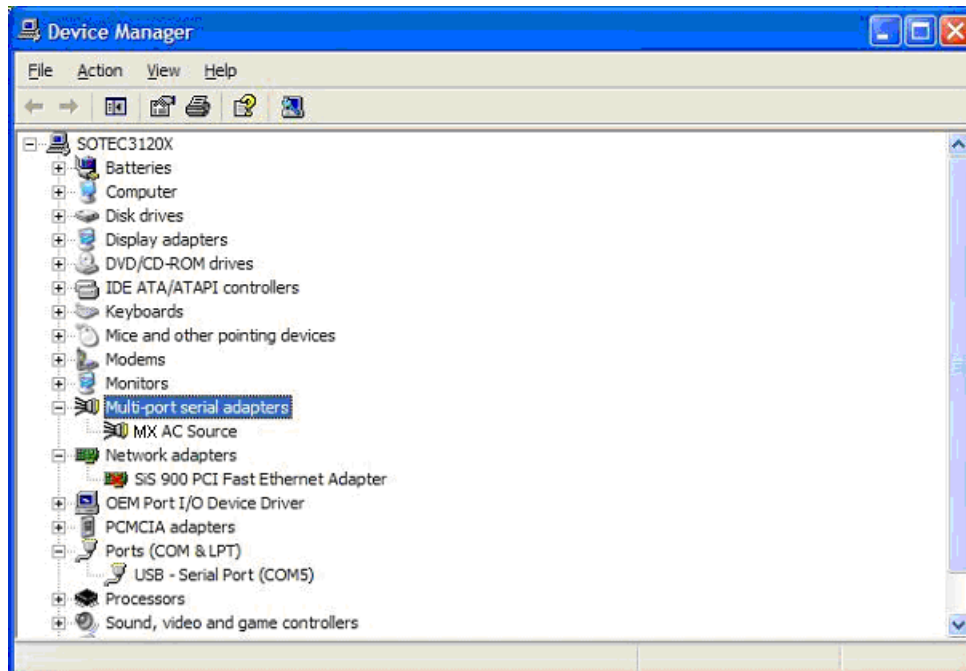 Device Manager
File Action View Help
SOTEC3120X
Batteries
Computer
Disk drives
Display adapters
DVD/CD-ROM drives
IDE ATA/ATAPI controllers
Keyboards
Mice and other pointing devices
Modems
Monitors
Multi-port serial adapters
MX AC Source
Network adapters
SiS 900 PCI Fast Ethernet Adapter
OEM Port I/O Device Driver
PCMCIA adapters
Ports (COM & LPT)
USB - Serial Port (COM5)
Processors
Sound, video and game controllers